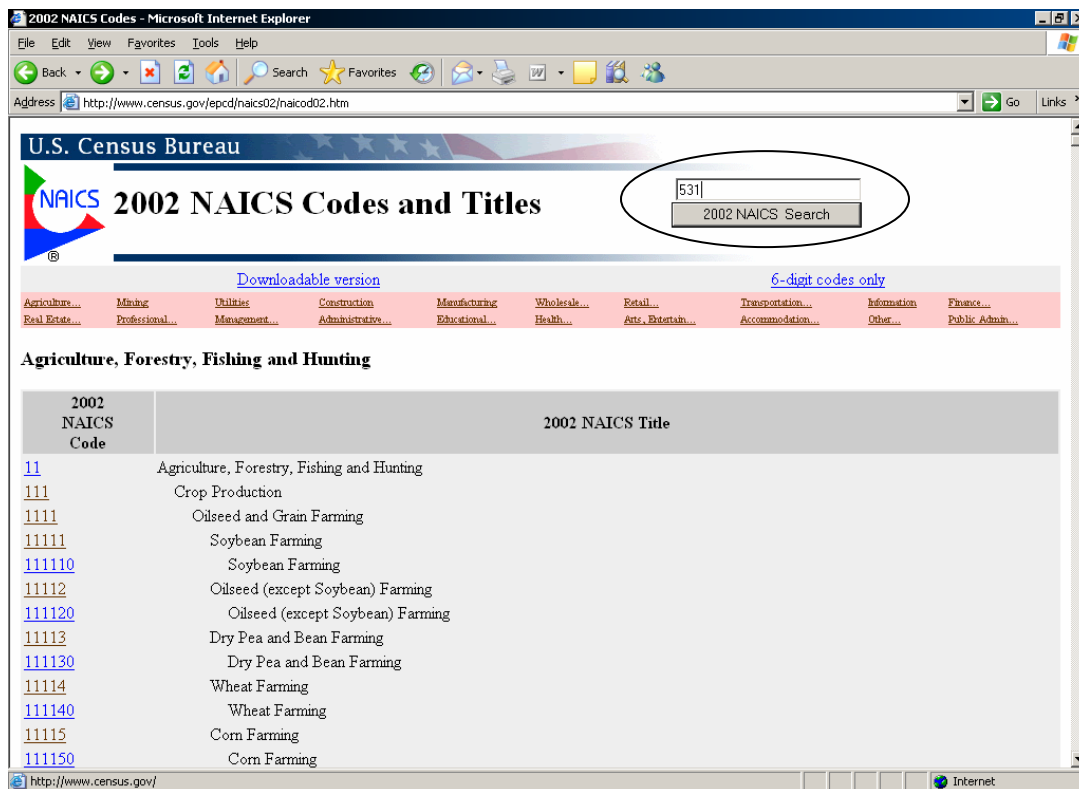 2002 NAICS Codes - Microsoft Internet Explorer
File Edit View Favorites Tools Help
Back Search Favorites
Address http://www.census.gov/epcd/naics02/naicod02.htm Go Links
U.S. Census Bureau
NAICS ®
2002 NAICS Codes and Titles
531
2002 NAICS Search
Downloadable version 6-digit codes only
Agriculture... Mining Utilities Construction Manufacturing Wholesale... Retail... Transportation... Information Finance...
Real Estate... Professional... Management... Administrative... Educational... Health... Arts, Entertain... Accommodation... Other... Public Admin...
Agriculture, Forestry, Fishing and Hunting
2002
NAICS
Code
2002 NAICS Title
11 Agriculture, Forestry, Fishing and Hunting
111 Crop Production
1111 Oilseed and Grain Farming
11111 Soybean Farming
111110 Soybean Farming
11112 Oilseed (except Soybean) Farming
111120 Oilseed (except Soybean) Farming
11113 Dry Pea and Bean Farming
111130 Dry Pea and Bean Farming
11114 Wheat Farming
111140 Wheat Farming
11115 Corn Farming
111150 Corn Farming
http://www.census.gov/ Internet